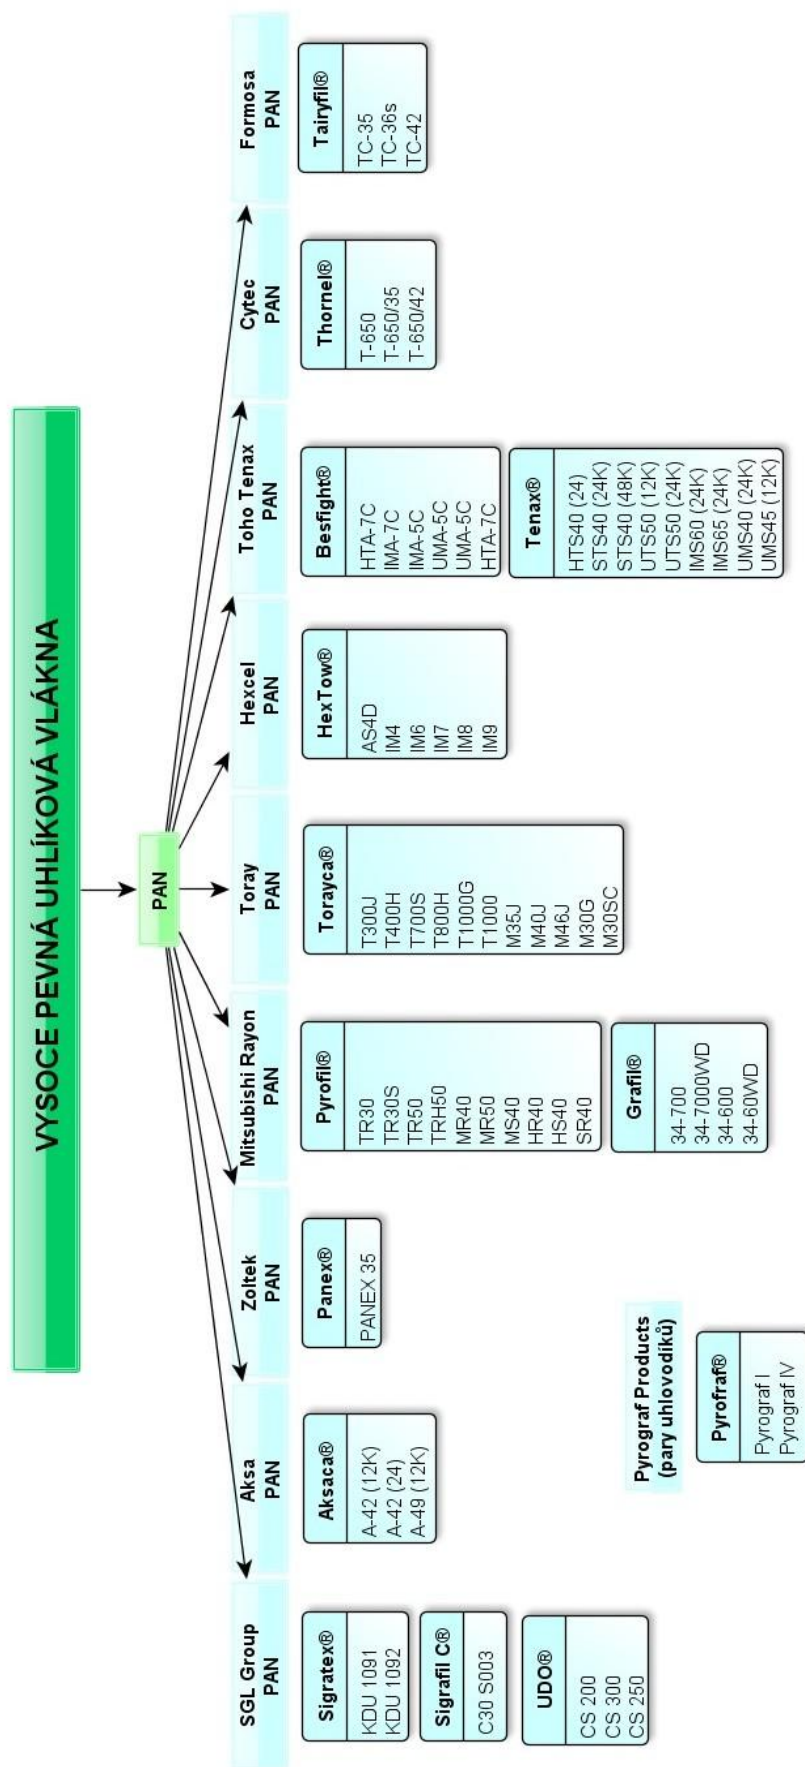 VYSOCE PEVNÁ UHLÍKOVÁ VLÁKNA
PAN
SGL Group
PAN
Sigratex®
KDU 1091
KDU 1092
Sigrafil C®
C30 S003
UDO®
CS 200
CS 300
CS 250
Aksa
PAN
Aksaca®
A-42 (12K)
A-42 (24)
A-49 (12K)
Zoltek
PAN
Panex®
PANEX 35
Mitsubishi Rayon
PAN
Pyrofil®
TR30
TR30S
TR50
TRH50
MR40
MR50
MS40
HR40
HS40
SR40
Grafil®
34-700
34-7000WD
34-600
34-60WD
Toray
PAN
Torayca®
T300J
T400H
T700S
T800H
T1000G
T1000
M35J
M40J
M46J
M30G
M30SC
Hexcel
PAN
HexTow®
AS4D
IM4
IM6
IM7
IM8
IM9
Toho Tenax
PAN
Besfight®
HTA-7C
IMA-7C
IMA-5C
UMA-5C
UMA-5C
HTA-7C
Tenax®
HTS40 (24)
STS40 (24K)
STS40 (48K)
UTS50 (12K)
UTS50 (24K)
IMS60 (24K)
IMS65 (24K)
UMS40 (24K)
UMS45 (12K)
Cytec
PAN
Thornel®
T-650
T-650/35
T-650/42
Formosa
PAN
Tairyfil®
TC-35
TC-36s
TC-42
Pyrograf Products
(pary uhlovodíků)
Pyrofraf®
Pyrograf I
Pyrograf IV